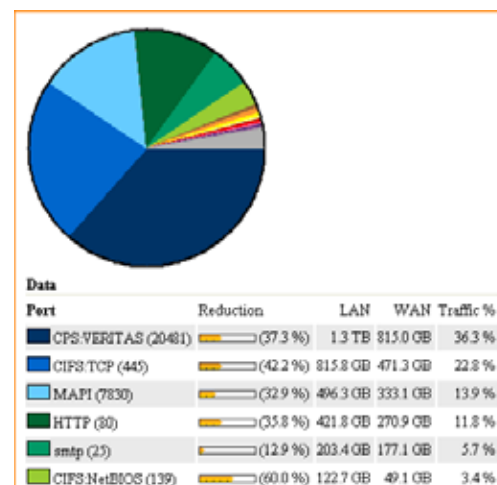 Data
Port Reduction LAN WAN Traffic %
CPS:VERITAS (20481) (37.3 %) 1.3 TB 815.0 GB 36.3 %
CIFS:TCP (445) (42.2 %) 815.8 GB 471.3 GB 22.8 %
MAPI (7830) (32.9 %) 496.3 GB 333.1 GB 13.9 %
HTTP (80) (35.8 %) 421.8 GB 270.9 GB 11.8 %
smtp (25) (12.9 %) 203.4 GB 177.1 GB 5.7 %
CIFS:NetBIOS (139) (60.0 %) 122.7 GB 49.1 GB 3.4 %